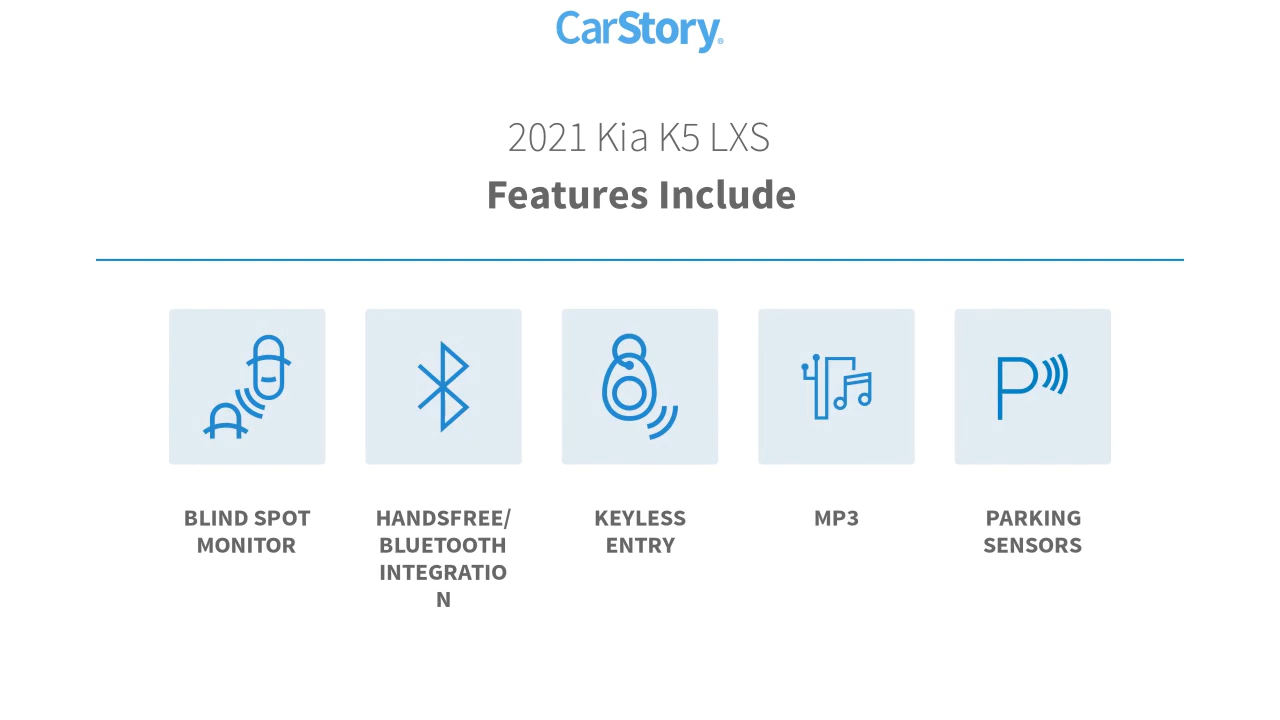 CarStory®
2021 Kia K5 LXS
Features Include
BLIND SPOT
MONITOR
HANDSFREE/
BLUETOOTH
INTEGRATIO
N
KEYLESS
ENTRY
MP3
PARKING
SENSORS